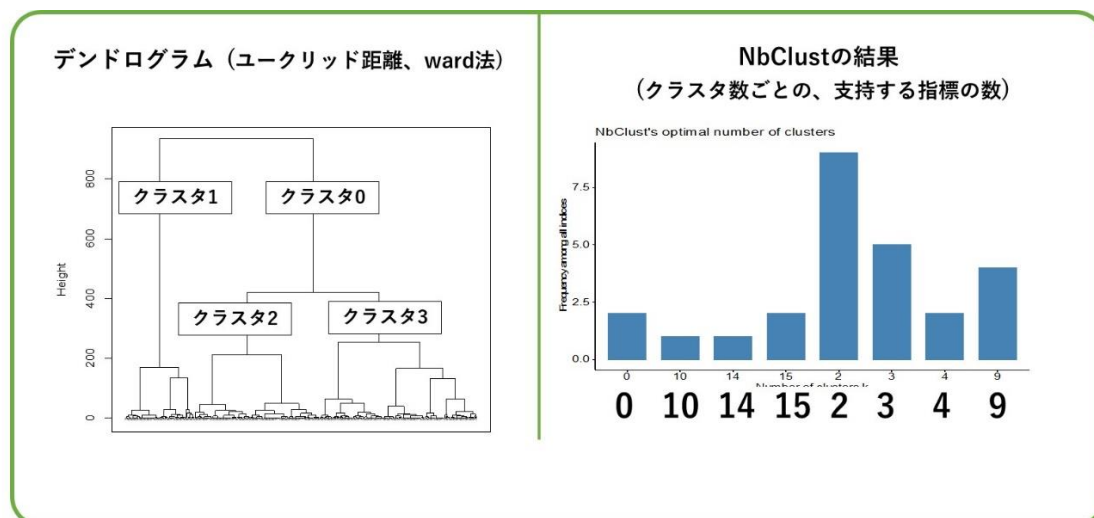 デンドログラム（ユークリッド距離、ward法）
800
600
400
200
0
Height
クラスタ1
クラスタ0
クラスタ2
クラスタ3
NbClustの結果
（クラスタ数ごとの、支持する指標の数）
NbClust's optimal number of clusters
Frequency among all indices
7.5
5.0
2.5
0.0
0 10 14 15 2 3 4 9
Number of clusters k
0 10 14 15 2 3 4 9